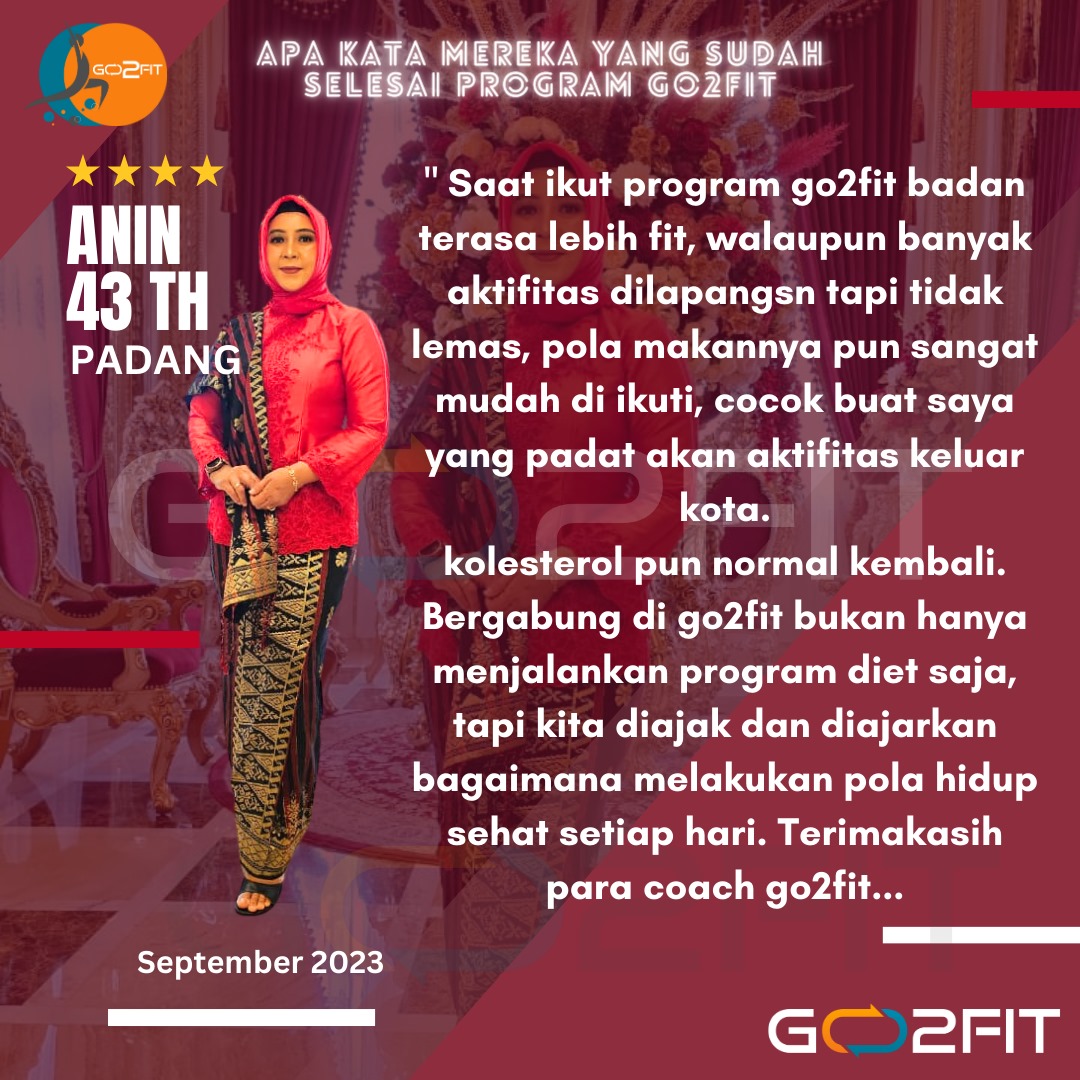 GO2FIT
APA KATA MEREKA YANG SUDAH
SELESAI PROGRAM GO2FIT
ANIN
43 TH
PADANG
" Saat ikut program go2fit badan
terasa lebih fit, walaupun banyak
aktifitas dilapangsn tapi tidak
lemas, pola makannya pun sangat
mudah di ikuti, cocok buat saya
yang padat akan aktifitas keluar
kota.
kolesterol pun normal kembali.
Bergabung di go2fit bukan hanya
menjalankan program diet saja,
tapi kita diajak dan diajarkan
bagaimana melakukan pola hidup
sehat setiap hari. Terimakasih
para coach go2fit...
GO2FIT
September 2023
GO2FIT